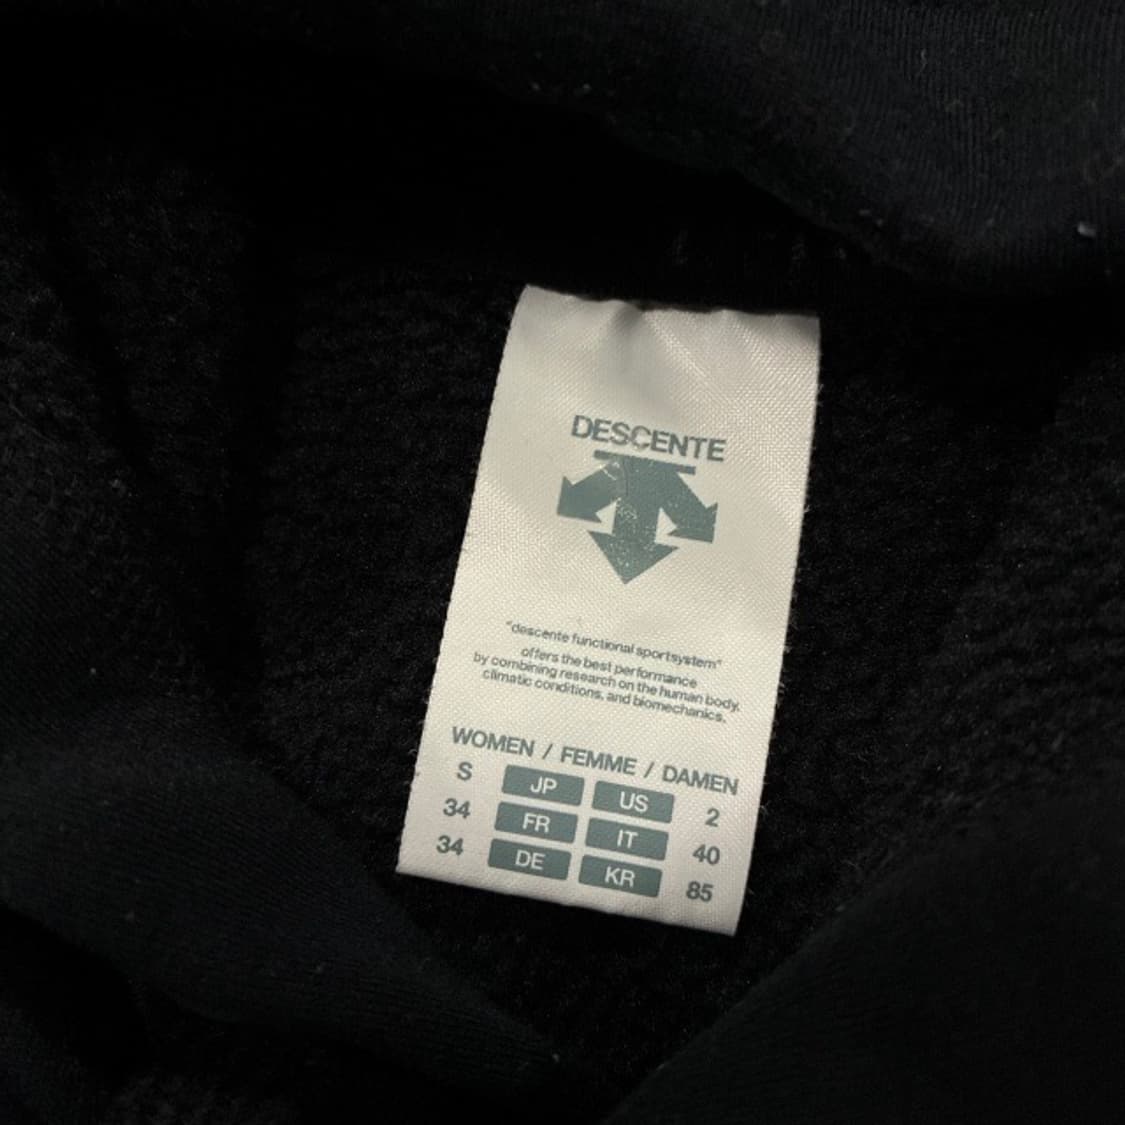 DESCENTE
"descente functional sportsystem"
offers the best performance
by combining research on the human body,
climatic conditions, and biomechanics.
WOMEN / FEMME / DAMEN
S JP US 2
34 FR IT 40
34 DE KR 85